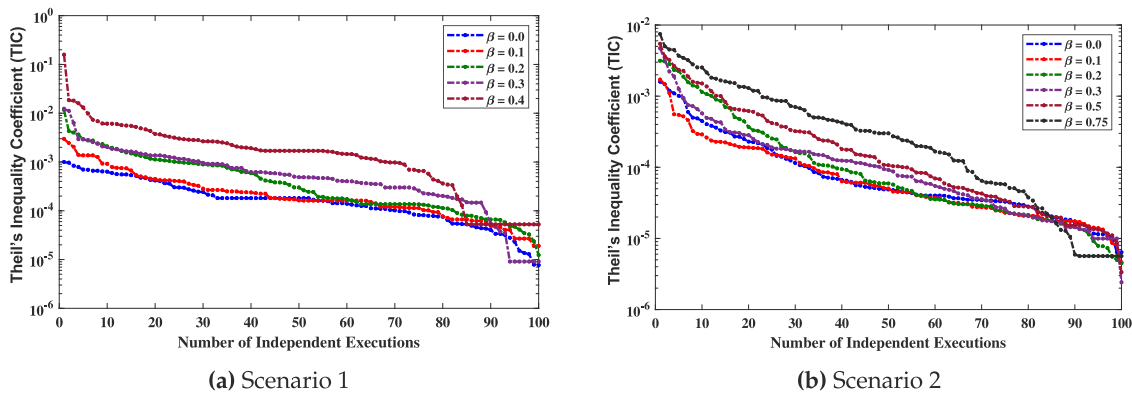 10^0
10^-1
10^-2
10^-3
10^-4
10^-5
10^-6
Theil's Inequality Coefficient (TIC)
β = 0.0
β = 0.1
β = 0.2
β = 0.3
β = 0.4
0 10 20 30 40 50 60 70 80 90 100
Number of Independent Executions
(a) Scenario 1
10^-2
10^-3
10^-4
10^-5
10^-6
Theil's Inequality Coefficient (TIC)
β = 0.0
β = 0.1
β = 0.2
β = 0.3
β = 0.5
β = 0.75
0 10 20 30 40 50 60 70 80 90 100
Number of Independent Executions
(b) Scenario 2